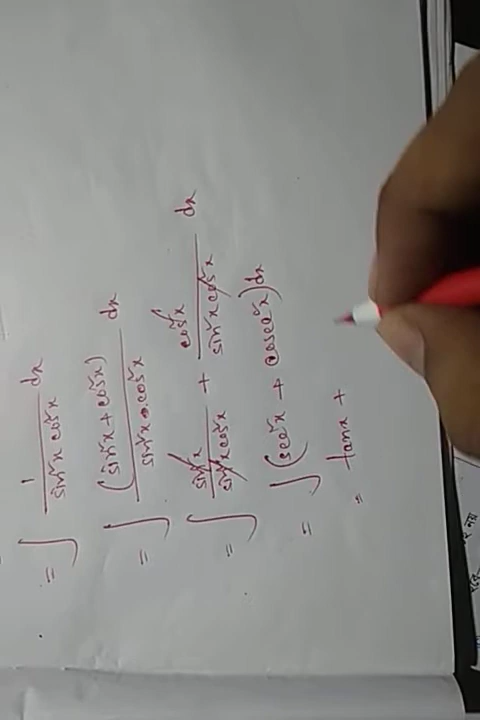 = ∫ 1/(sin²x cos²x) dx
= ∫ (sin²x + cos²x)/(sin²x . cos²x) dx
= ∫ sin²x/(sin²x cos²x) + cos²x/(sin²x cos²x) dx
= ∫ (sec²x + cosec²x) dx
= tanx +